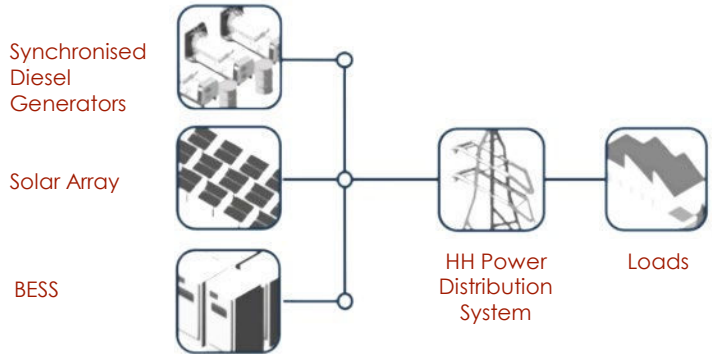 Synchronised
Diesel
Generators
Solar Array
BESS
HH Power
Distribution
System
Loads